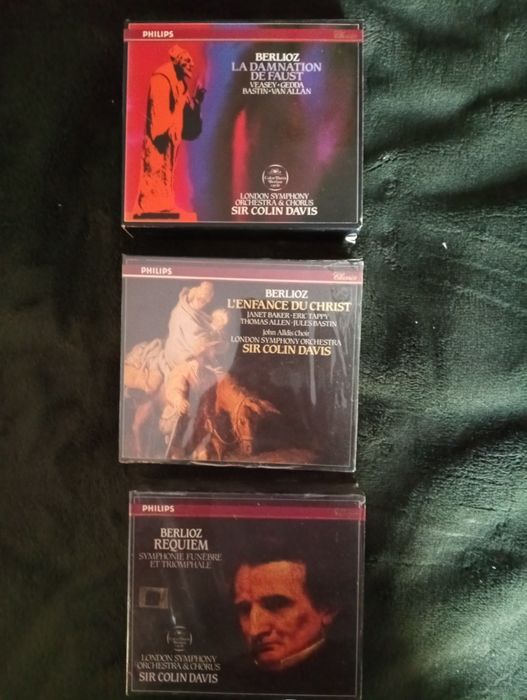 PHILIPS
BERLIOZ
LA DAMNATION
DE FAUST
VEASEY · GEDDA
BASTIN · VAN ALLAN
LONDON SYMPHONY
ORCHESTRA & CHORUS
SIR COLIN DAVIS
PHILIPS
Classics
BERLIOZ
L'ENFANCE DU CHRIST
JANET BAKER · ERIC TAPPY
THOMAS ALLEN · JULES BASTIN
John Alldis Choir
LONDON SYMPHONY ORCHESTRA
SIR COLIN DAVIS
PHILIPS
BERLIOZ
REQUIEM
SYMPHONIE FUNÈBRE
ET TRIOMPHALE
LONDON SYMPHONY
ORCHESTRA & CHORUS
SIR COLIN DAVIS